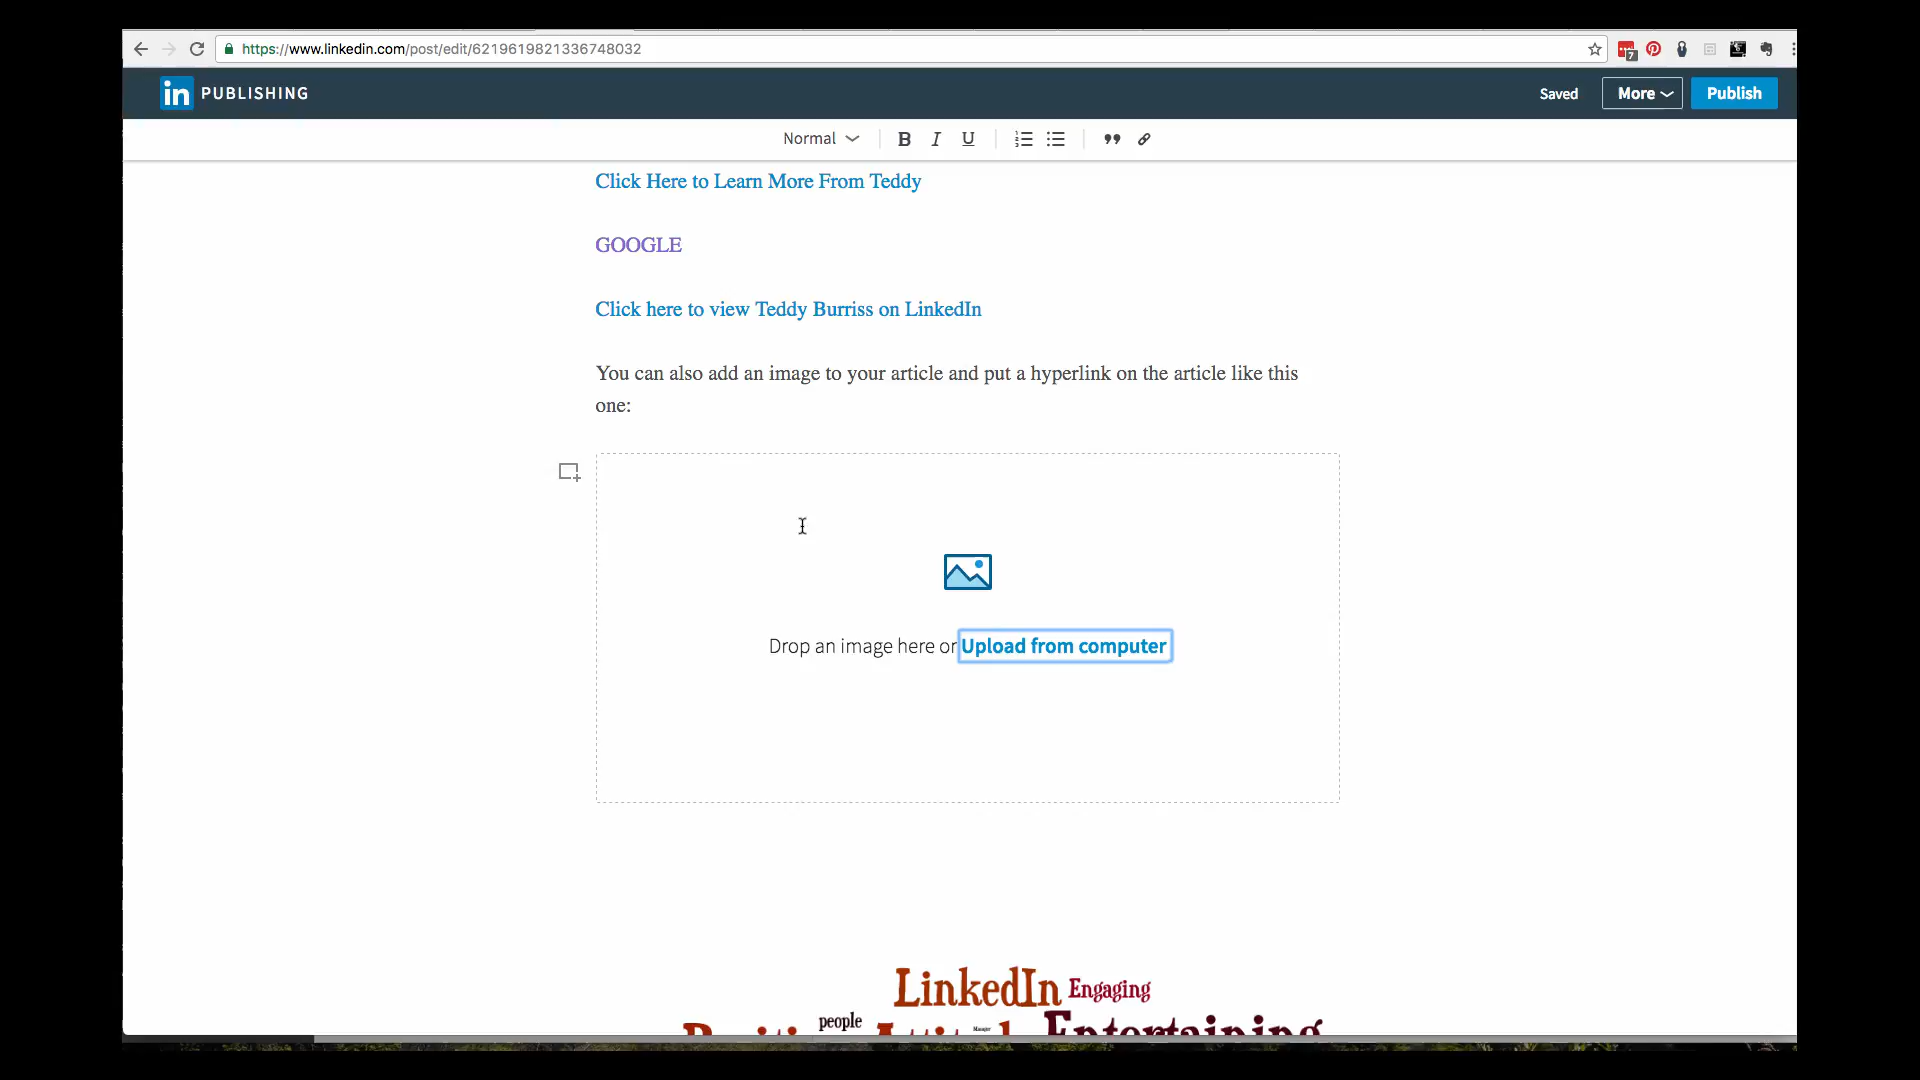 https://www.linkedin.com/post/edit/6219619821336748032
7
in PUBLISHING
Saved
More
Publish
Normal
B I U
Click Here to Learn More From Teddy
GOOGLE
Click here to view Teddy Burriss on LinkedIn
You can also add an image to your article and put a hyperlink on the article like this
one:
Drop an image here or Upload from computer
LinkedIn Engaging
people
Entertaining